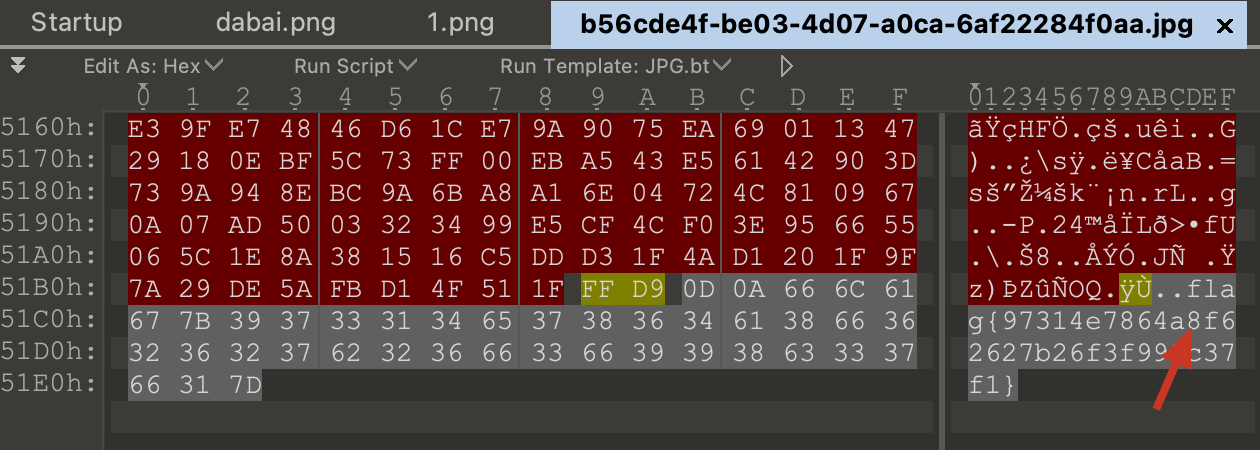 Startup dabai.png 1.png b56cde4f-be03-4d07-a0ca-6af22284f0aa.jpg ×
Edit As: Hex Run Script Run Template: JPG.bt
0 1 2 3 4 5 6 7 8 9 A B C D E F 0123456789ABCDEF
5160h: E3 9F E7 48 46 D6 1C E7 9A 90 75 EA 69 01 13 47 ãŸçHFÖ.çš.uêi..G
5170h: 29 18 0E BF 5C 73 FF 00 EB A5 43 E5 61 42 90 3D )..¿\sÿ.ë¥CåaB.=
5180h: 73 9A 94 8E BC 9A 6B A8 A1 6E 04 72 4C 81 09 67 sš”Ž¼šk¨¡n.rL..g
5190h: 0A 07 AD 50 03 32 34 99 E5 CF 4C F0 3E 95 66 55 ..-P.24™åÏLð>•fU
51A0h: 06 5C 1E 8A 38 15 16 C5 DD D3 1F 4A D1 20 1F 9F .\.Š8..ÅÝÓ.JÑ .Ÿ
51B0h: 7A 29 DE 5A FB D1 4F 51 1F FF D9 0D 0A 66 6C 61 z)ÞZûÑOQ.ÿÙ..fla
51C0h: 67 7B 39 37 33 31 34 65 37 38 36 34 61 38 66 36 g{97314e7864a8f6
51D0h: 32 36 32 37 62 32 36 66 33 66 39 39 38 63 33 37 2627b26f3f998c37
51E0h: 66 31 7D f1}